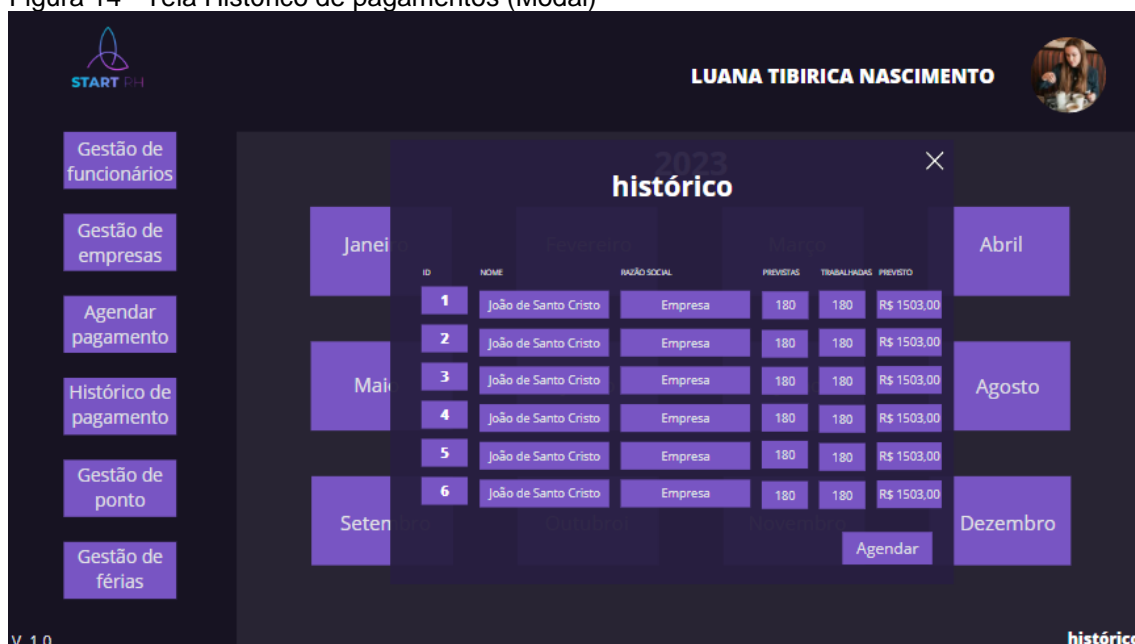 Figura 14 - Tela Histórico de pagamentos (Modal)
START RH
LUANA TIBIRICA NASCIMENTO
Gestão de
funcionários
Gestão de
empresas
Agendar
pagamento
Histórico de
pagamento
Gestão de
ponto
Gestão de
férias
V 1.0
2023
histórico
Janeiro
Fevereiro
Março
Abril
Maio
Agosto
Setembro
Outubro
Novembro
Dezembro
ID NOME RAZÃO SOCIAL PREVISTAS TRABALHADAS PREVISTO
1 João de Santo Cristo Empresa 180 180 R$ 1503,00
2 João de Santo Cristo Empresa 180 180 R$ 1503,00
3 João de Santo Cristo Empresa 180 180 R$ 1503,00
4 João de Santo Cristo Empresa 180 180 R$ 1503,00
5 João de Santo Cristo Empresa 180 180 R$ 1503,00
6 João de Santo Cristo Empresa 180 180 R$ 1503,00
Agendar
histórico